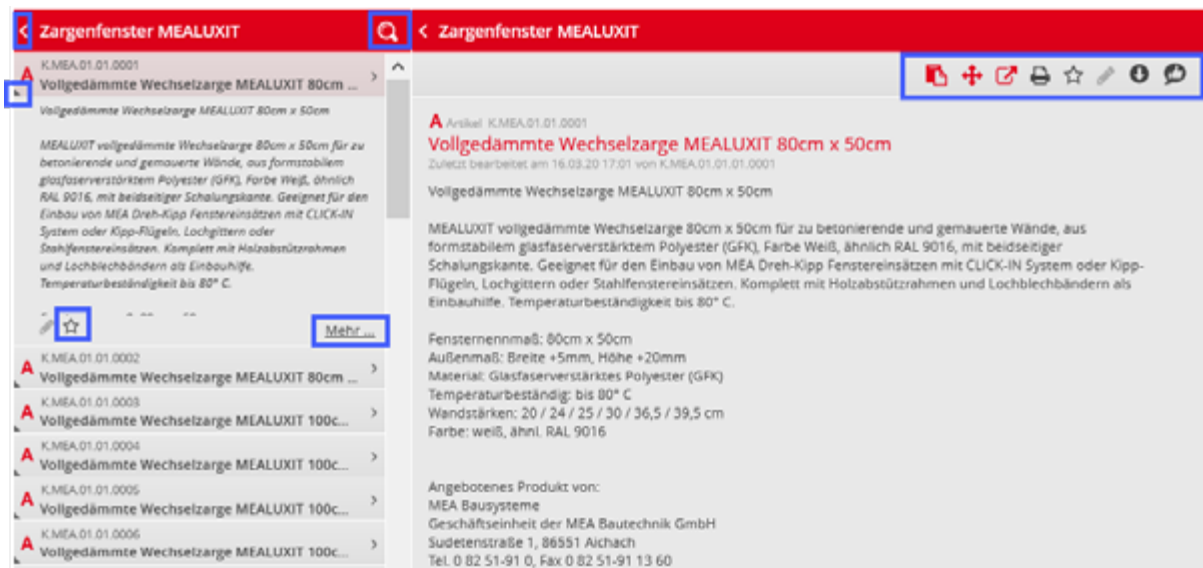 Zargenfenster MEALUXIT
K.MEA.01.01.0001
A Vollgedämmte Wechselzarge MEALUXIT 80cm ...
Vollgedämmte Wechselzarge MEALUXIT 80cm x 50cm
MEALUXIT vollgedämmte Wechselzarge 80cm x 50cm für zu
betonierende und gemauerte Wände, aus formstabilem
glasfaserverstärktem Polyester (GFK), Farbe Weiß, ähnlich
RAL 9016, mit beidseitiger Schalungskante. Geeignet für den
Einbau von MEA Dreh-Kipp Fenstereinsätzen mit CLICK-IN
System oder Kipp-Flügeln, Lochgittern oder
Stahlfenstereinsätzen. Komplett mit Holzabstützrahmen
und Lochblechbändern als Einbauhilfe.
Temperaturbeständigkeit bis 80° C.
Mehr ...
K.MEA.01.01.0002
A Vollgedämmte Wechselzarge MEALUXIT 80cm ...
K.MEA.01.01.0003
A Vollgedämmte Wechselzarge MEALUXIT 100c...
K.MEA.01.01.0004
A Vollgedämmte Wechselzarge MEALUXIT 100c...
K.MEA.01.01.0005
A Vollgedämmte Wechselzarge MEALUXIT 100c...
K.MEA.01.01.0006
A Vollgedämmte Wechselzarge MEALUXIT 100c...
Zargenfenster MEALUXIT
A Artikel K.MEA.01.01.0001
Vollgedämmte Wechselzarge MEALUXIT 80cm x 50cm
Zuletzt bearbeitet am 16.03.20 17:01 von K.MEA.01.01.01.0001
Vollgedämmte Wechselzarge MEALUXIT 80cm x 50cm
MEALUXIT vollgedämmte Wechselzarge 80cm x 50cm für zu betonierende und gemauerte Wände, aus
formstabilem glasfaserverstärktem Polyester (GFK), Farbe Weiß, ähnlich RAL 9016, mit beidseitiger
Schalungskante. Geeignet für den Einbau von MEA Dreh-Kipp Fenstereinsätzen mit CLICK-IN System oder Kipp-
Flügeln, Lochgittern oder Stahlfenstereinsätzen. Komplett mit Holzabstützrahmen und Lochblechbändern als
Einbauhilfe. Temperaturbeständigkeit bis 80° C.
Fensternennmaß: 80cm x 50cm
Außenmaß: Breite +5mm, Höhe +20mm
Material: Glasfaserverstärktes Polyester (GFK)
Temperaturbeständig: bis 80° C
Wandstärken: 20 / 24 / 25 / 30 / 36,5 / 39,5 cm
Farbe: weiß, ähnl. RAL 9016
Angebotenes Produkt von:
MEA Bausysteme
Geschäftseinheit der MEA Bautechnik GmbH
Sudetenstraße 1, 86551 Aichach
Tel. 0 82 51-91 0, Fax 0 82 51-91 13 60